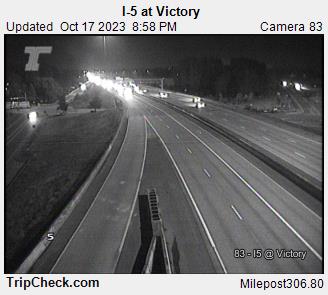 I-5 at Victory
Updated Oct 17 2023 8:58 PM Camera 83
T
5
83 - I5 @ Victory
TripCheck.com Milepost306.80